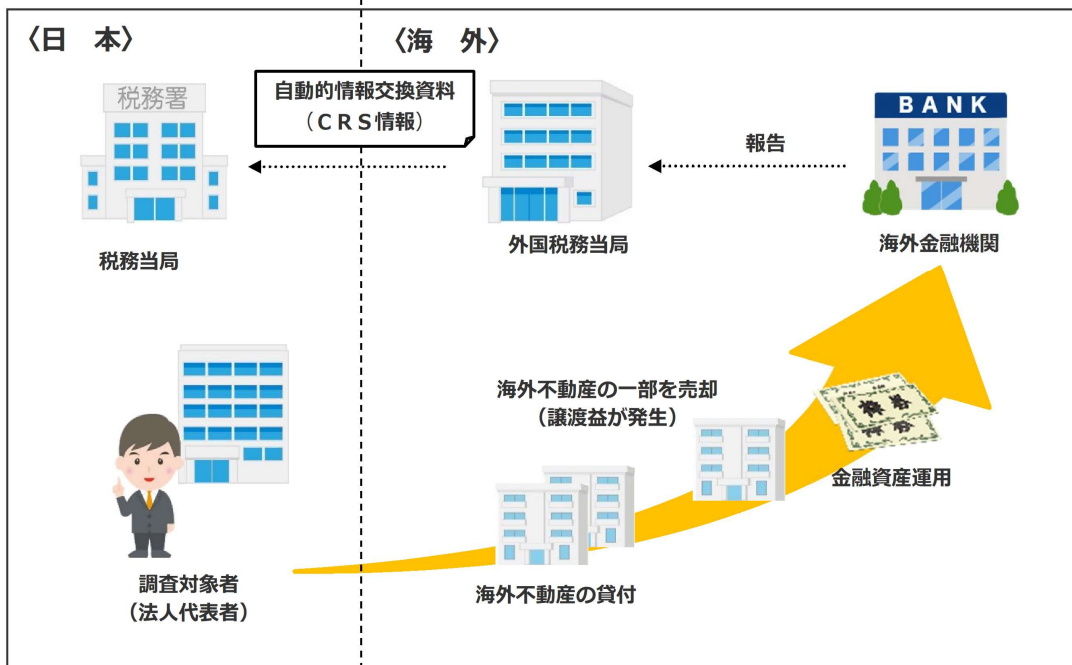 〈日　本〉
〈海　外〉
税務署
自動的情報交換資料
（ＣＲＳ情報）
BANK
報告
税務当局
外国税務当局
海外金融機関
海外不動産の一部を売却
（譲渡益が発生）
金融資産運用
海外不動産の貸付
調査対象者
（法人代表者）